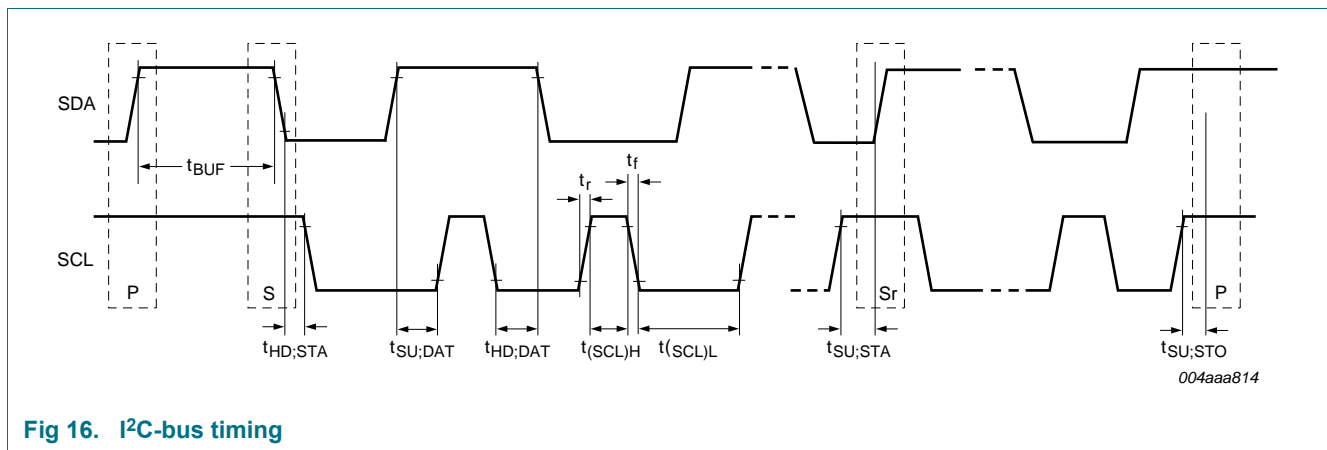 SDA
t_BUF
t_r
t_f
SCL
P
S
Sr
P
t_HD;STA
t_SU;DAT
t_HD;DAT
t_(SCL)H
t_(SCL)L
t_SU;STA
t_SU;STO
004aaa814
Fig 16. I²C-bus timing